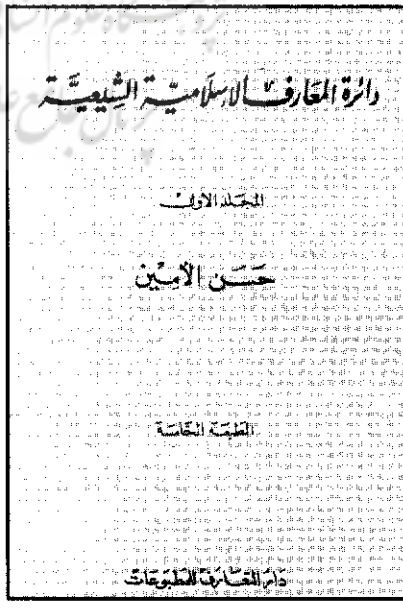 دائرة المعارف الإسلامية الشيعية
المجلد الأول
حسن الأمين
الطبعة الخامسة
دار التعارف للمطبوعات